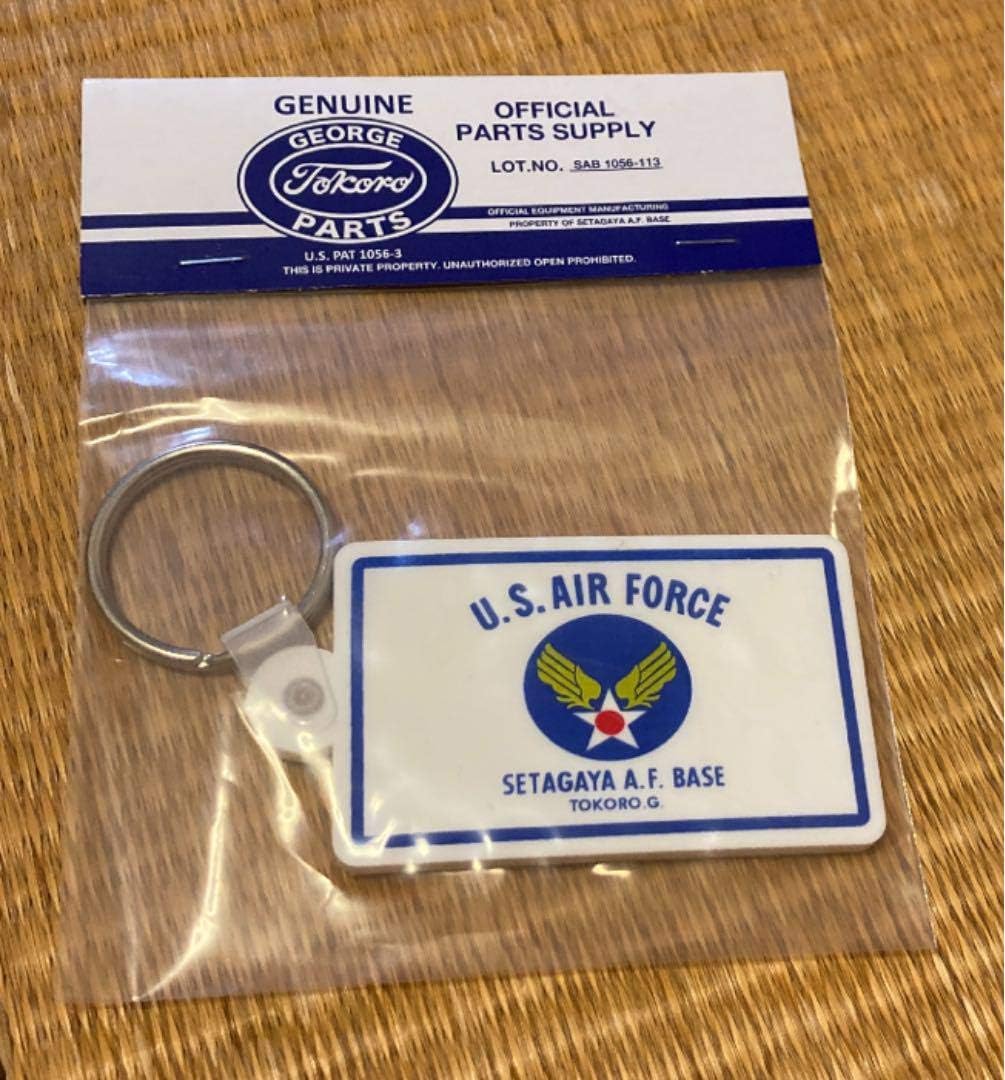 GENUINE
GEORGE
Tokoro
PARTS
OFFICIAL
PARTS SUPPLY
LOT.NO. SAB 1056-113
OFFICIAL EQUIPMENT MANUFACTURING
PROPERTY OF SETAGAYA A.F. BASE
U.S. PAT 1056-3
THIS IS PRIVATE PROPERTY. UNAUTHORIZED OPEN PROHIBITED.
U.S. AIR FORCE
SETAGAYA A.F. BASE
TOKORO.G.